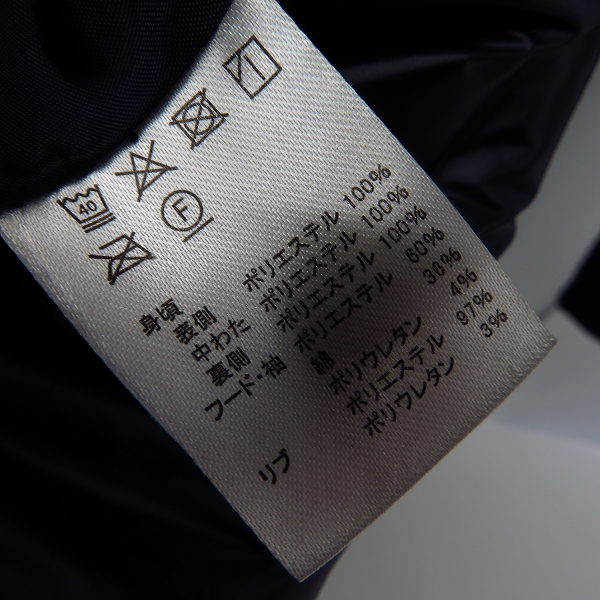 40
F
身頃
表側 ポリエステル 100%
中わた ポリエステル 100%
裏側 ポリエステル 100%
フード・袖 ポリエステル 60%
綿 36%
ポリウレタン 4%
リブ ポリエステル 97%
ポリウレタン 3%